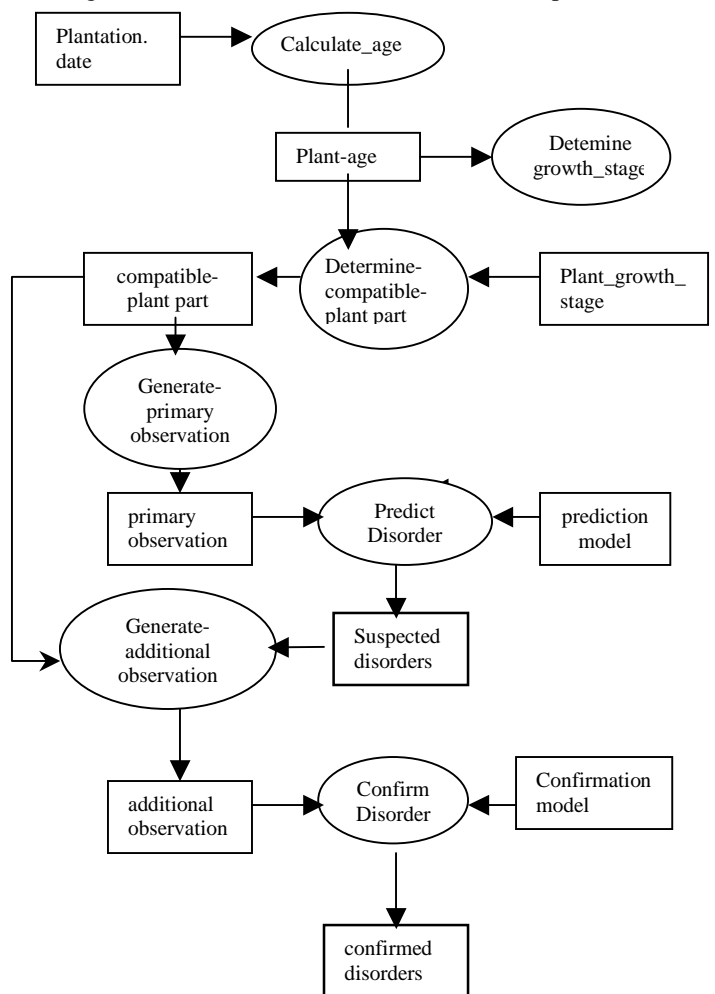 Plantation.
date
Calculate_age
Plant-age
Detemine
growth_stage
compatible-
plant part
Determine-
compatible-
plant part
Plant_growth_
stage
Generate-
primary
observation
primary
observation
Predict
Disorder
prediction
model
Generate-
additional
observation
Suspected
disorders
additional
observation
Confirm
Disorder
Confirmation
model
confirmed
disorders